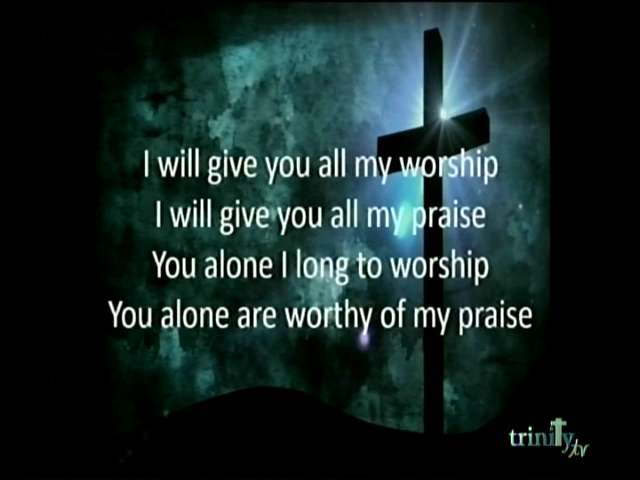 I will give you all my worship
I will give you all my praise
You alone I long to worship
You alone are worthy of my praise
trinity tv